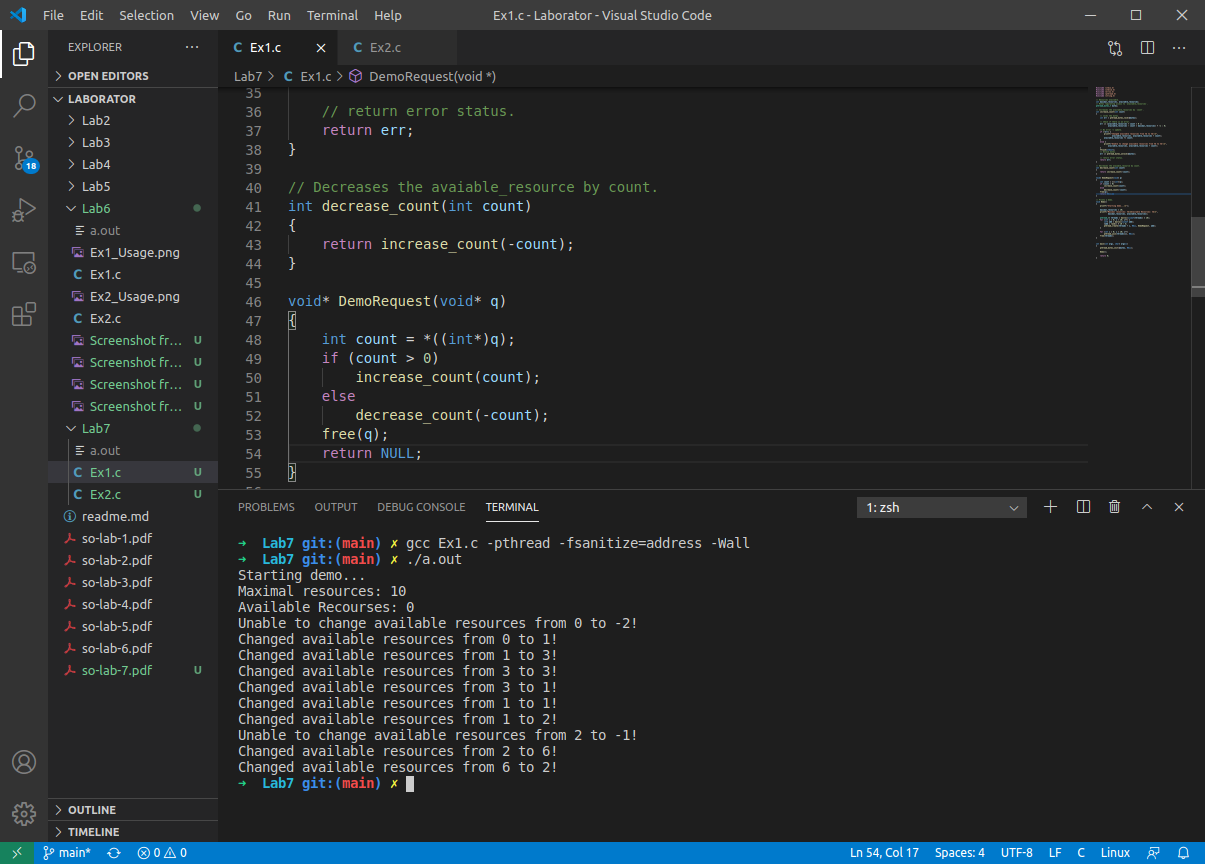 File Edit Selection View Go Run Terminal Help Ex1.c - Laborator - Visual Studio Code
EXPLORER ···
OPEN EDITORS
LABORATOR
Lab2
Lab3
Lab4
Lab5
Lab6
a.out
Ex1_Usage.png
C Ex1.c
Ex2_Usage.png
C Ex2.c
Screenshot fr... U
Screenshot fr... U
Screenshot fr... U
Screenshot fr... U
Lab7
a.out
C Ex1.c U
C Ex2.c U
readme.md
so-lab-1.pdf
so-lab-2.pdf
so-lab-3.pdf
so-lab-4.pdf
so-lab-5.pdf
so-lab-6.pdf
so-lab-7.pdf U
OUTLINE
TIMELINE
18
C Ex1.c × C Ex2.c
Lab7 > C Ex1.c > DemoRequest(void *)
35
36 // return error status.
37 return err;
38 }
39
40 // Decreases the avaiable_resource by count.
41 int decrease_count(int count)
42 {
43 return increase_count(-count);
44 }
45
46 void* DemoRequest(void* q)
47 {
48 int count = *((int*)q);
49 if (count > 0)
50 increase_count(count);
51 else
52 decrease_count(-count);
53 free(q);
54 return NULL;
55 }
PROBLEMS OUTPUT DEBUG CONSOLE TERMINAL 1: zsh
➜ Lab7 git:(main) ✗ gcc Ex1.c -pthread -fsanitize=address -Wall
➜ Lab7 git:(main) ✗ ./a.out
Starting demo...
Maximal resources: 10
Available Recourses: 0
Unable to change available resources from 0 to -2!
Changed available resources from 0 to 1!
Changed available resources from 1 to 3!
Changed available resources from 3 to 3!
Changed available resources from 3 to 1!
Changed available resources from 1 to 1!
Changed available resources from 1 to 2!
Unable to change available resources from 2 to -1!
Changed available resources from 2 to 6!
Changed available resources from 6 to 2!
➜ Lab7 git:(main) ✗
main* 0 0 Ln 54, Col 17 Spaces: 4 UTF-8 LF C Linux